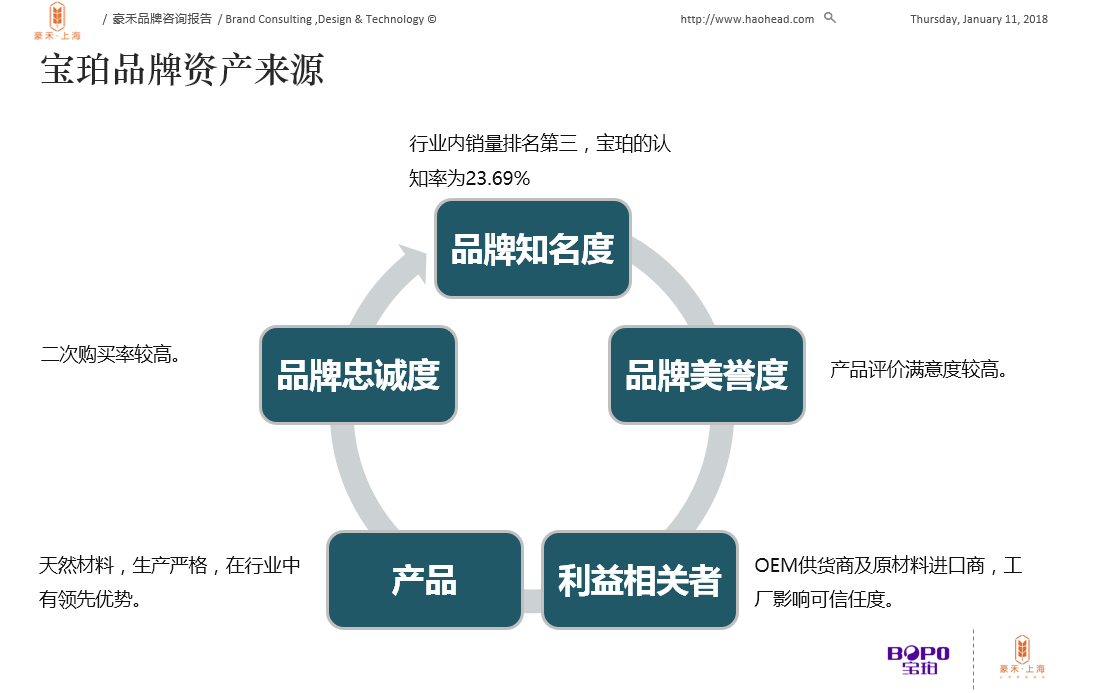 / 豪禾品牌咨询报告 / Brand Consulting ,Design & Technology ©
http://www.haohead.com
Thursday, January 11, 2018
豪禾·上海
宝珀品牌资产来源
行业内销量排名第三，宝珀的认
知率为23.69%
品牌知名度
二次购买率较高。
品牌忠诚度
品牌美誉度
产品评价满意度较高。
天然材料，生产严格，在行业中
有领先优势。
产品
利益相关者
OEM供货商及原材料进口商，工
厂影响可信任度。
BOPO
宝珀
豪禾·上海